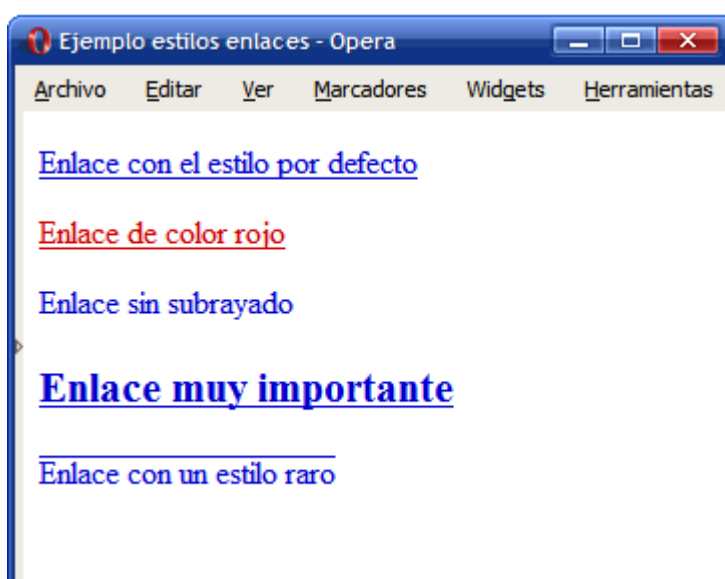 Ejemplo estilos enlaces - Opera
Archivo Editar Ver Marcadores Widgets Herramientas
Enlace con el estilo por defecto
Enlace de color rojo
Enlace sin subrayado
Enlace muy importante
Enlace con un estilo raro